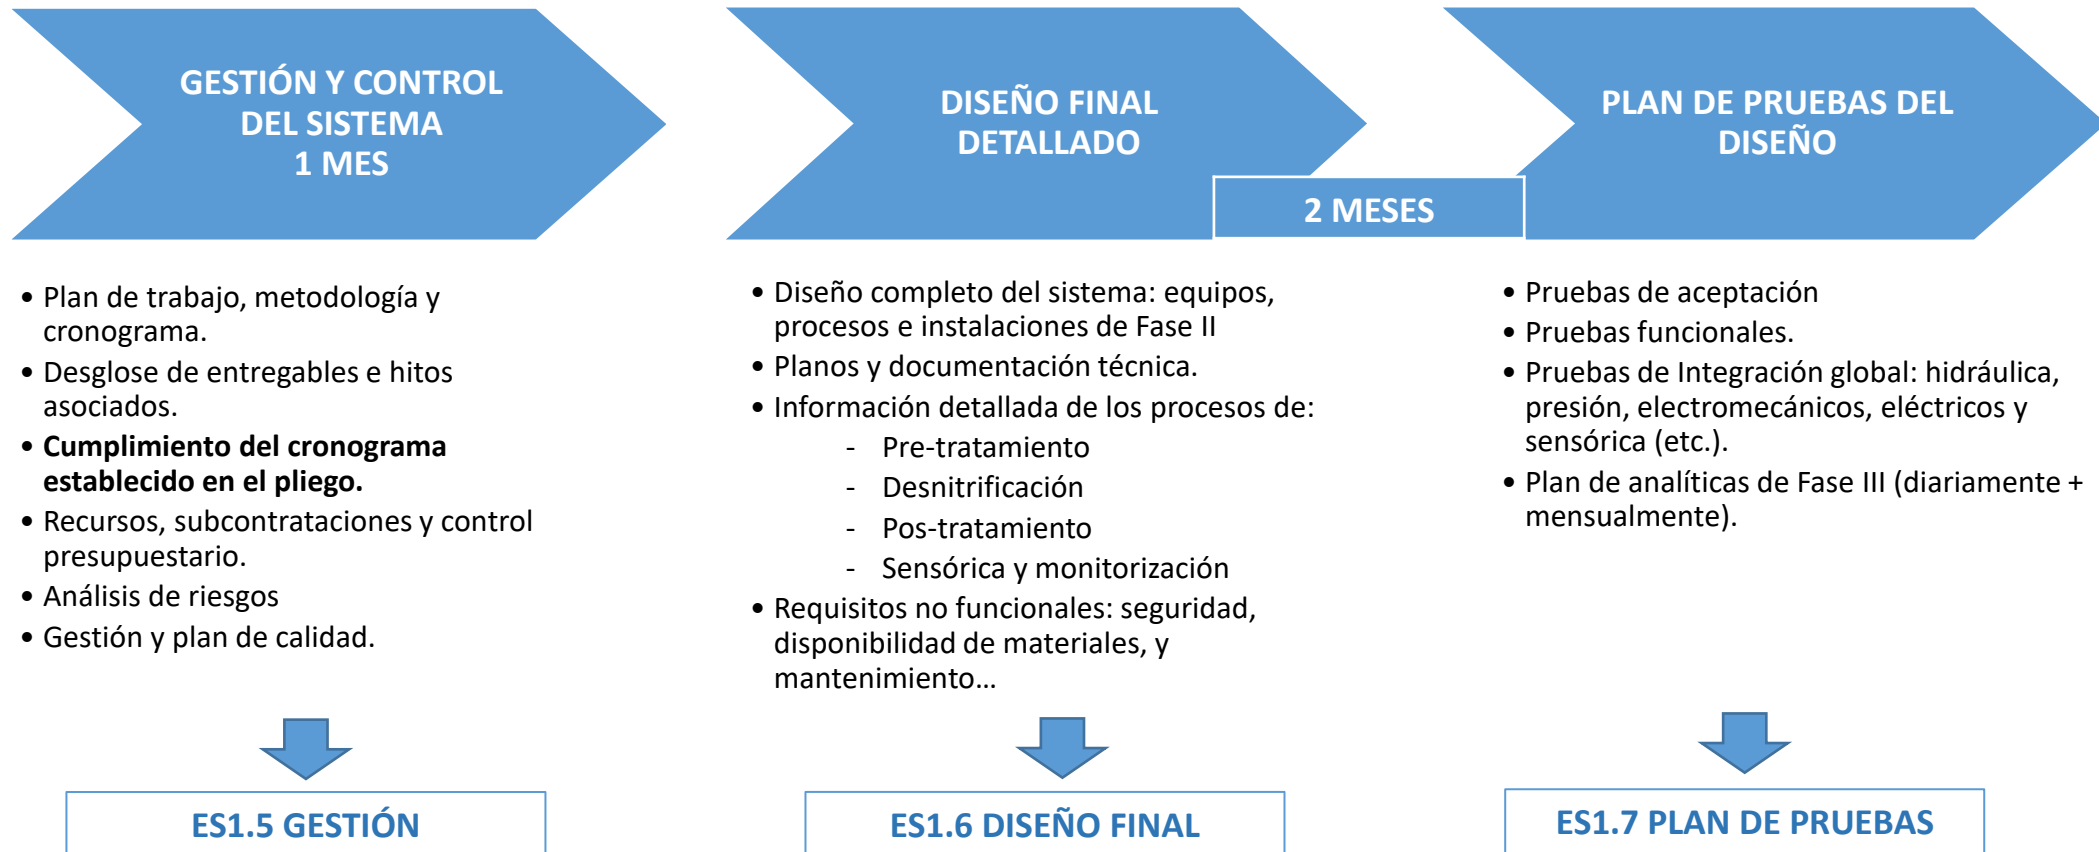 GESTIÓN Y CONTROL
DEL SISTEMA
1 MES
DISEÑO FINAL
DETALLADO
PLAN DE PRUEBAS DEL
DISEÑO
2 MESES
• Plan de trabajo, metodología y
cronograma.
• Desglose de entregables e hitos
asociados.
• Cumplimiento del cronograma
establecido en el pliego.
• Recursos, subcontrataciones y control
presupuestario.
• Análisis de riesgos
• Gestión y plan de calidad.
• Diseño completo del sistema: equipos,
procesos e instalaciones de Fase II
• Planos y documentación técnica.
• Información detallada de los procesos de:
- Pre-tratamiento
- Desnitrificación
- Pos-tratamiento
- Sensórica y monitorización
• Requisitos no funcionales: seguridad,
disponibilidad de materiales, y
mantenimiento…
• Pruebas de aceptación
• Pruebas funcionales.
• Pruebas de Integración global: hidráulica,
presión, electromecánicos, eléctricos y
sensórica (etc.).
• Plan de analíticas de Fase III (diariamente +
mensualmente).
ES1.5 GESTIÓN
ES1.6 DISEÑO FINAL
ES1.7 PLAN DE PRUEBAS